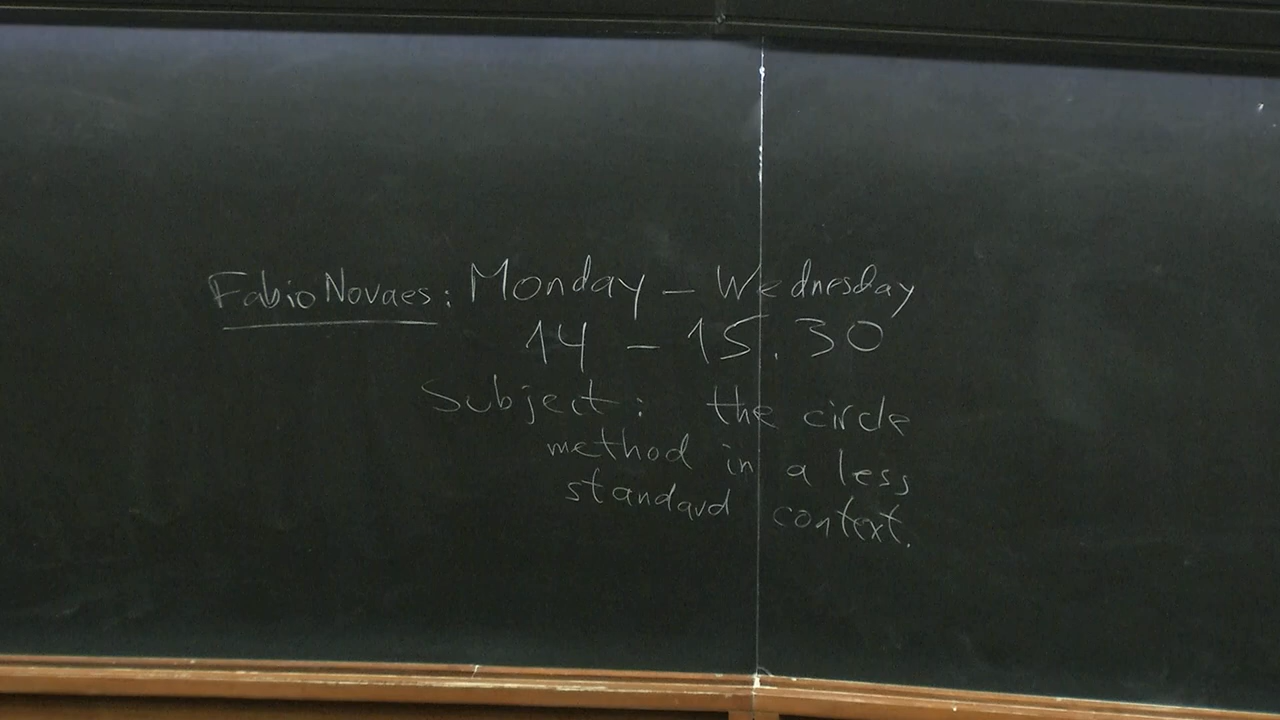 Fabio Novaes: Monday - Wednesday
14 - 15.30
Subject: the circle
method in a less
standard context.